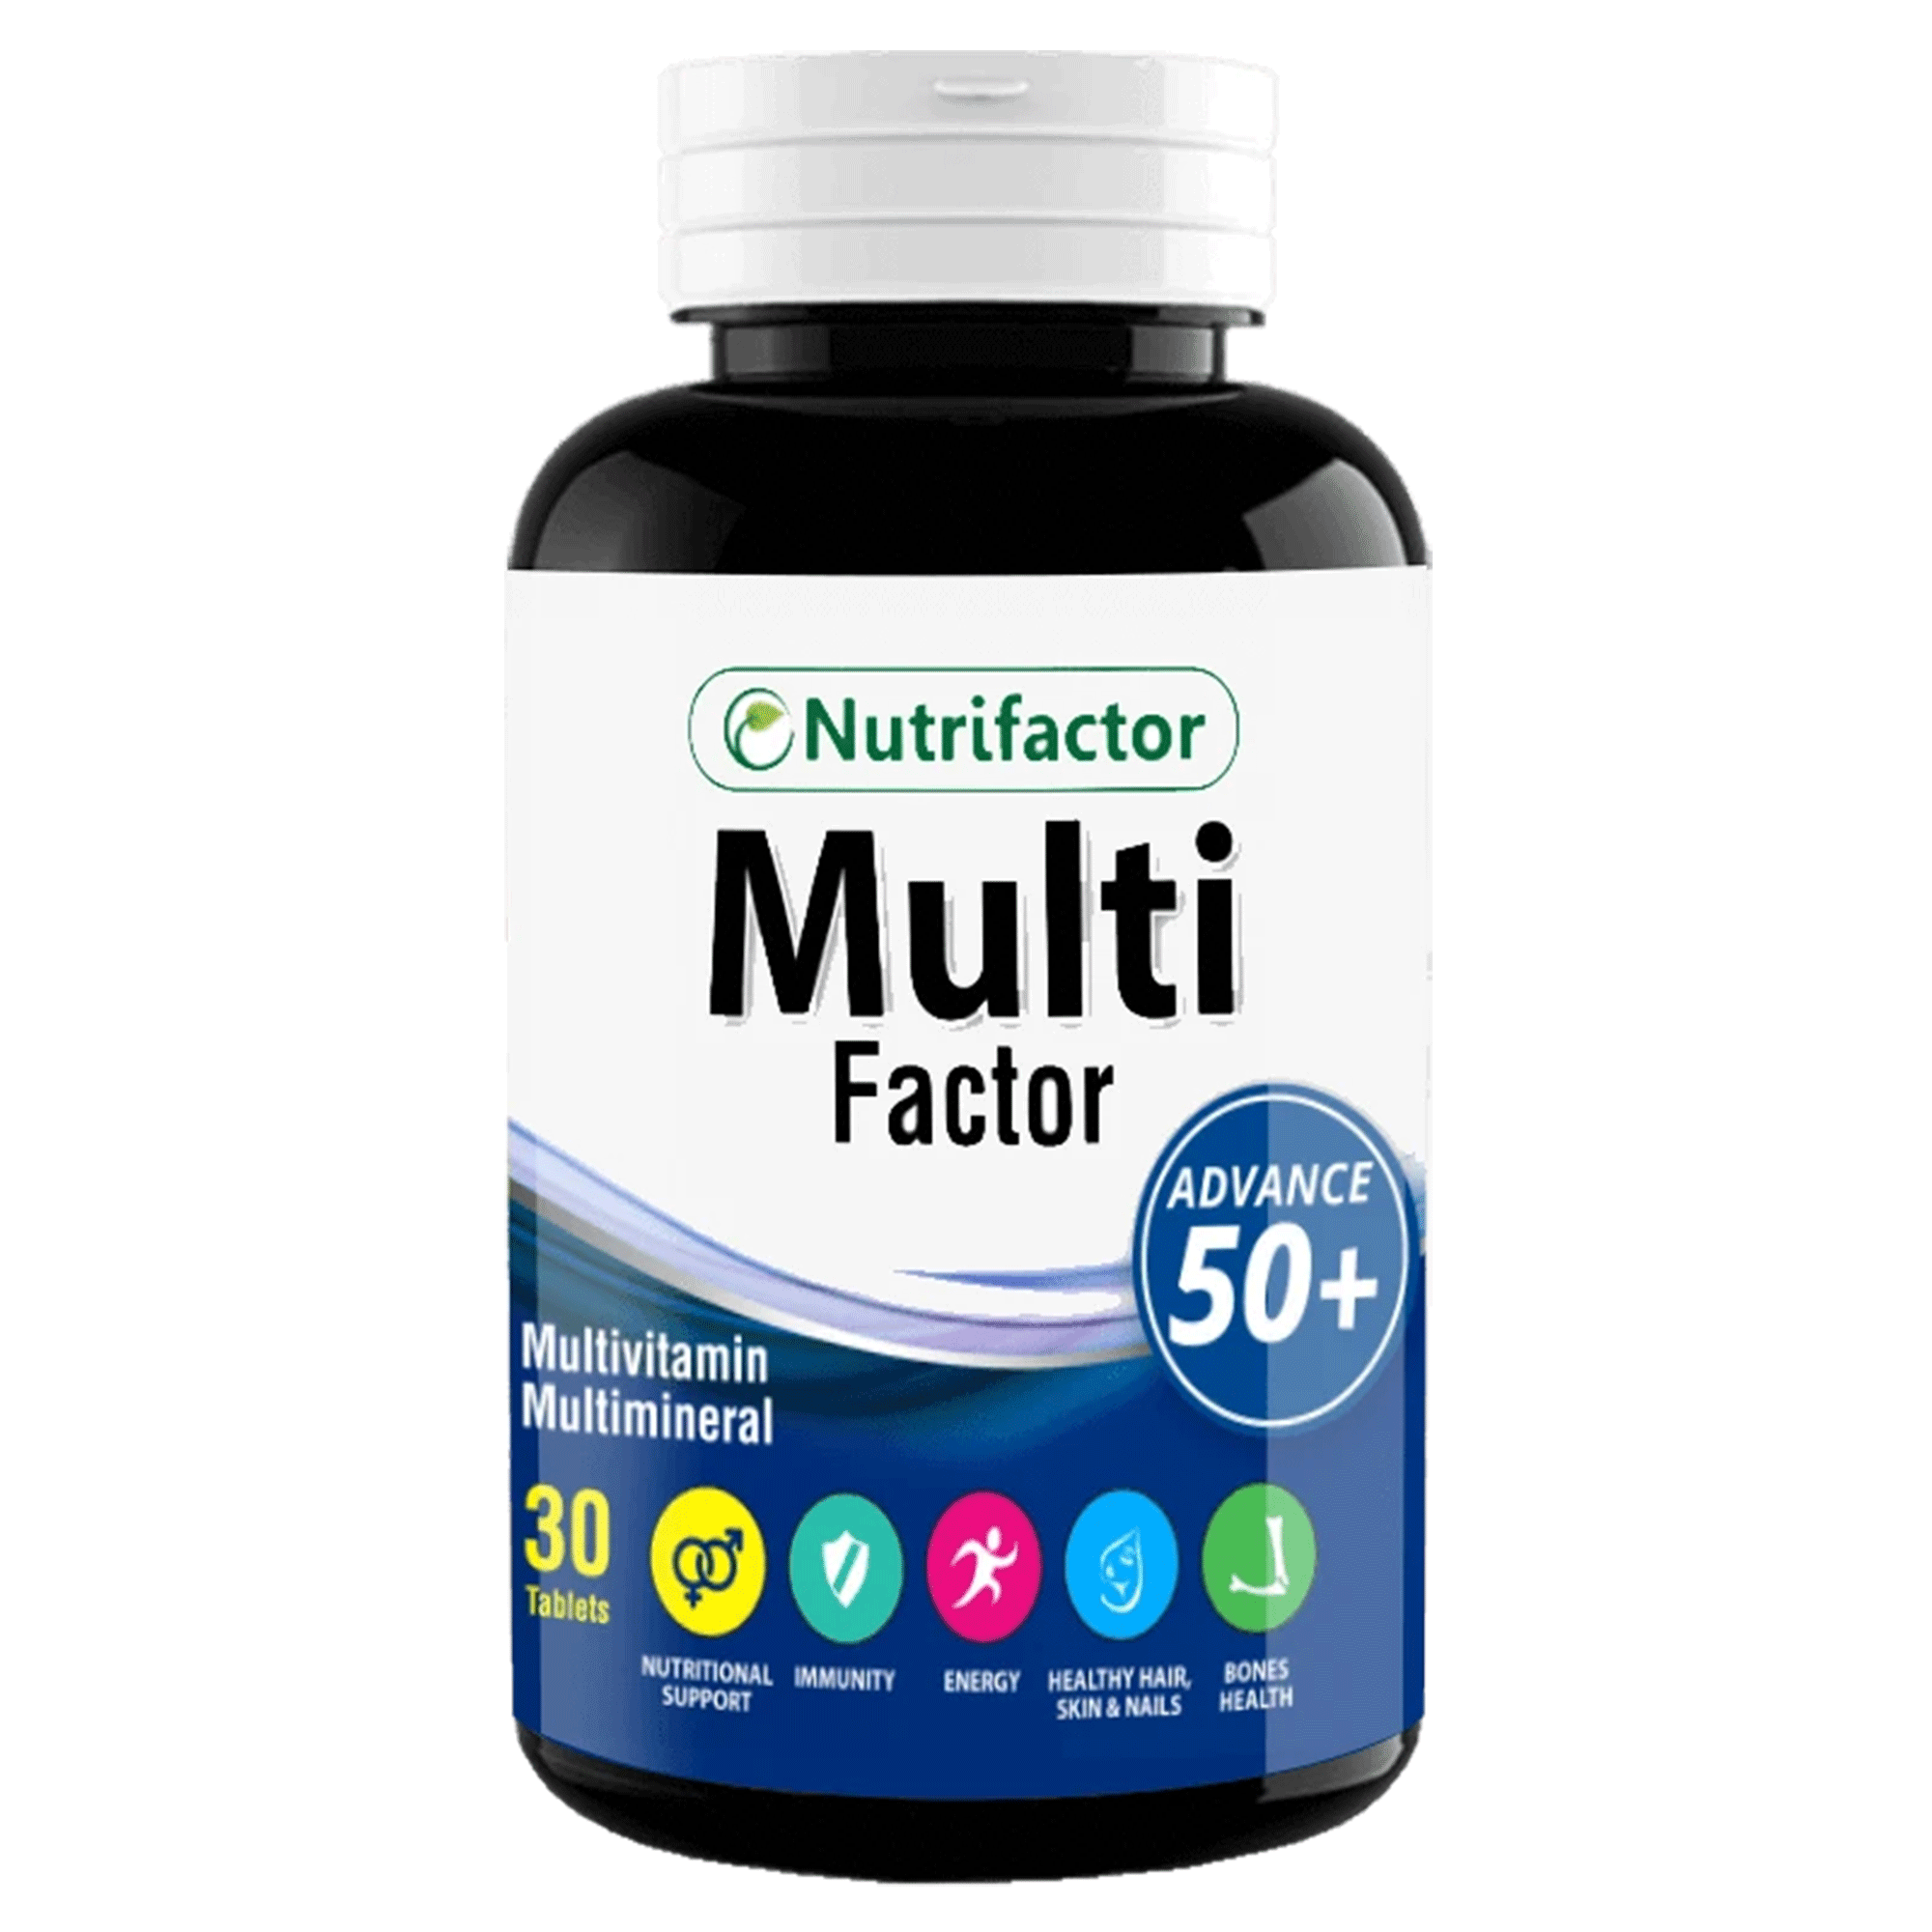 Nutrifactor
Multi
Factor
ADVANCE
50+
Multivitamin
Multimineral
30
Tablets
NUTRITIONAL
SUPPORT
IMMUNITY
ENERGY
HEALTHY HAIR,
SKIN & NAILS
BONES
HEALTH